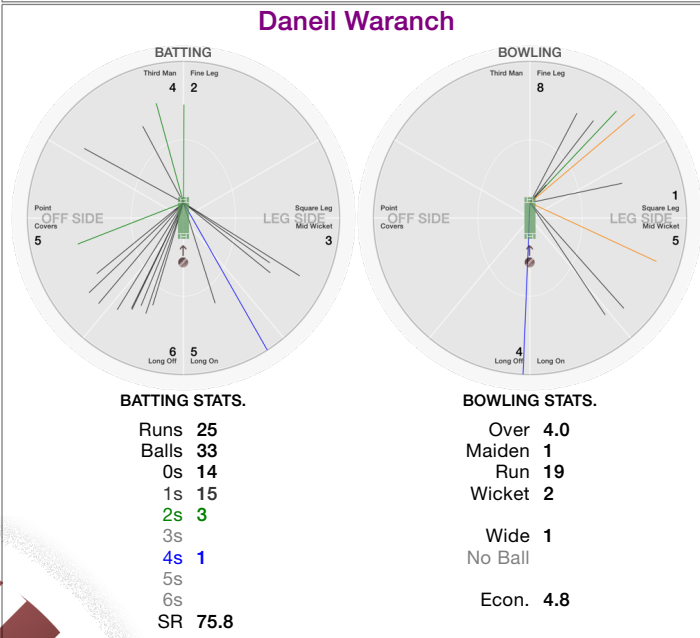 Daneil Waranch
BATTING
Third Man Fine Leg
4 2
Point
Covers
OFF SIDE
5
LEG SIDE
Square Leg
Mid Wicket
3
6 5
Long Off Long On
BOWLING
Third Man Fine Leg
8
Point
Covers
OFF SIDE
1
LEG SIDE
Square Leg
Mid Wicket
5
4
Long Off Long On
BATTING STATS.
Runs 25
Balls 33
0s 14
1s 15
2s 3
3s
4s 1
5s
6s
SR 75.8
BOWLING STATS.
Over 4.0
Maiden 1
Run 19
Wicket 2
Wide 1
No Ball
Econ. 4.8